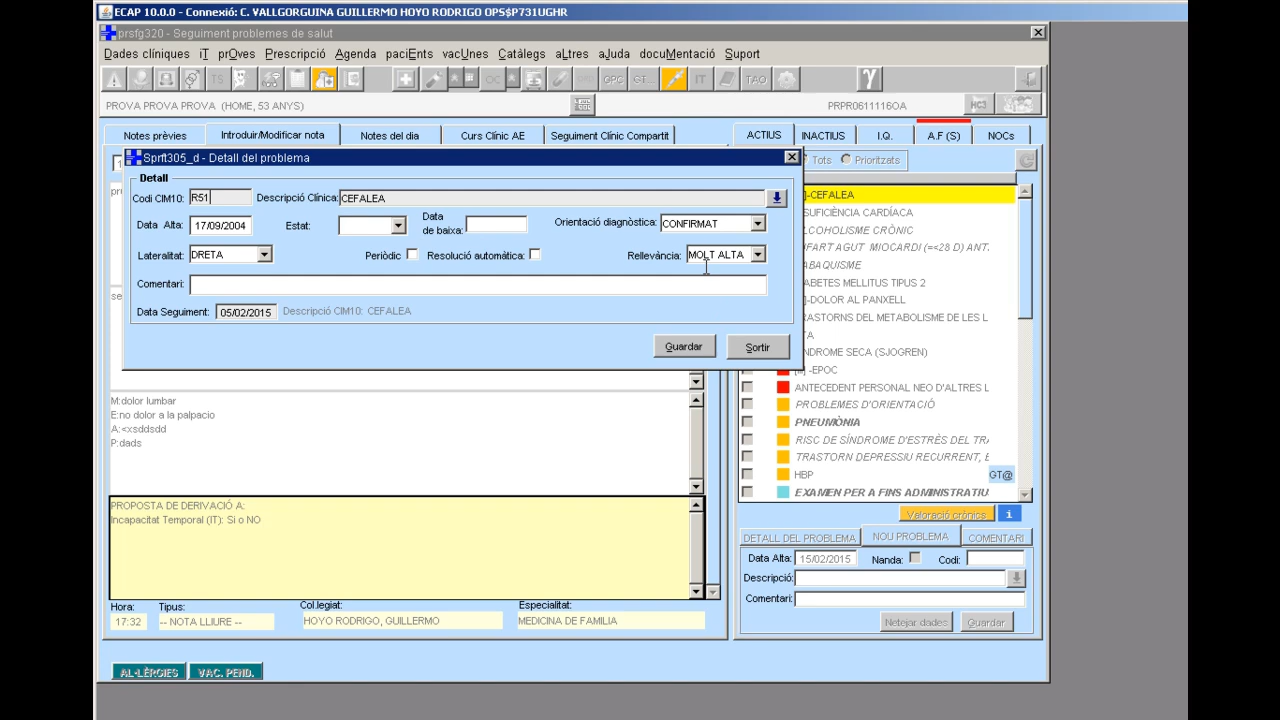 ECAP 10.0.0 - Connexió: C. VALLGORGUINA GUILLERMO HOYO RODRIGO OPS$P731UGHR
prsfg320 - Seguiment problemes de salut
Dades clíniques iT prOves Prescripció Agenda paciEnts vacUnes Catàlegs aLtres aJuda docuMentació Suport
TS OC GPC GT... IT TAO γ
PROVA PROVA PROVA (HOME, 53 ANYS) PRPR0611116OA HC3
Notes prèvies Introduir/Modificar nota Notes del dia Curs Clínic AE Seguiment Clínic Compartit ACTIUS INACTIUS I.Q. A.F (S) NOCs
Sprft305_d - Detall del problema
Tots Prioritzats
Detall
Codi CIM10: R51 Descripció Clínica: CEFALEA
Data Alta: 17/09/2004 Estat: Data de baixa: Orientació diagnòstica: CONFIRMAT
Lateralitat: DRETA Periòdic Resolució automàtica: Rellevància: MOLT ALTA
Comentari:
Data Seguiment: 05/02/2015 Descripció CIM10: CEFALEA
Guardar Sortir
]-CEFALEA
SUFICIÈNCIA CARDÍACA
LCOHOLISME CRÒNIC
FART AGUT MIOCARDI (=<28 D) ANT.
ABAQUISME
ABETES MELLITUS TIPUS 2
]-DOLOR AL PANXELL
RASTORNS DEL METABOLISME DE LES L
TA
NDROME SECA (SJOGREN)
-EPOC
ANTECEDENT PERSONAL NEO D'ALTRES L
PROBLEMES D'ORIENTACIÓ
PNEUMÒNIA
RISC DE SÍNDROME D'ESTRÈS DEL TR
TRASTORN DEPRESSIU RECURRENT, E
HBP GT@
EXAMEN PER A FINS ADMINISTRATIU
M:dolor lumbar
E:no dolor a la palpacio
A:<xsddsdd
P:dads
PROPOSTA DE DERIVACIÓ A:
Incapacitat Temporal (IT): Si o NO
Valoració crònics i
DETALL DEL PROBLEMA NOU PROBLEMA COMENTARI
Data Alta: 15/02/2015 Nanda: Codi:
Descripció:
Comentari:
Netejar dades Guardar
Hora: Tipus: Col.legiat: Especialitat:
17:32 -- NOTA LLIURE -- HOYO RODRIGO, GUILLERMO MEDICINA DE FAMILIA
AL·LÈRGIES VAC. PEND.